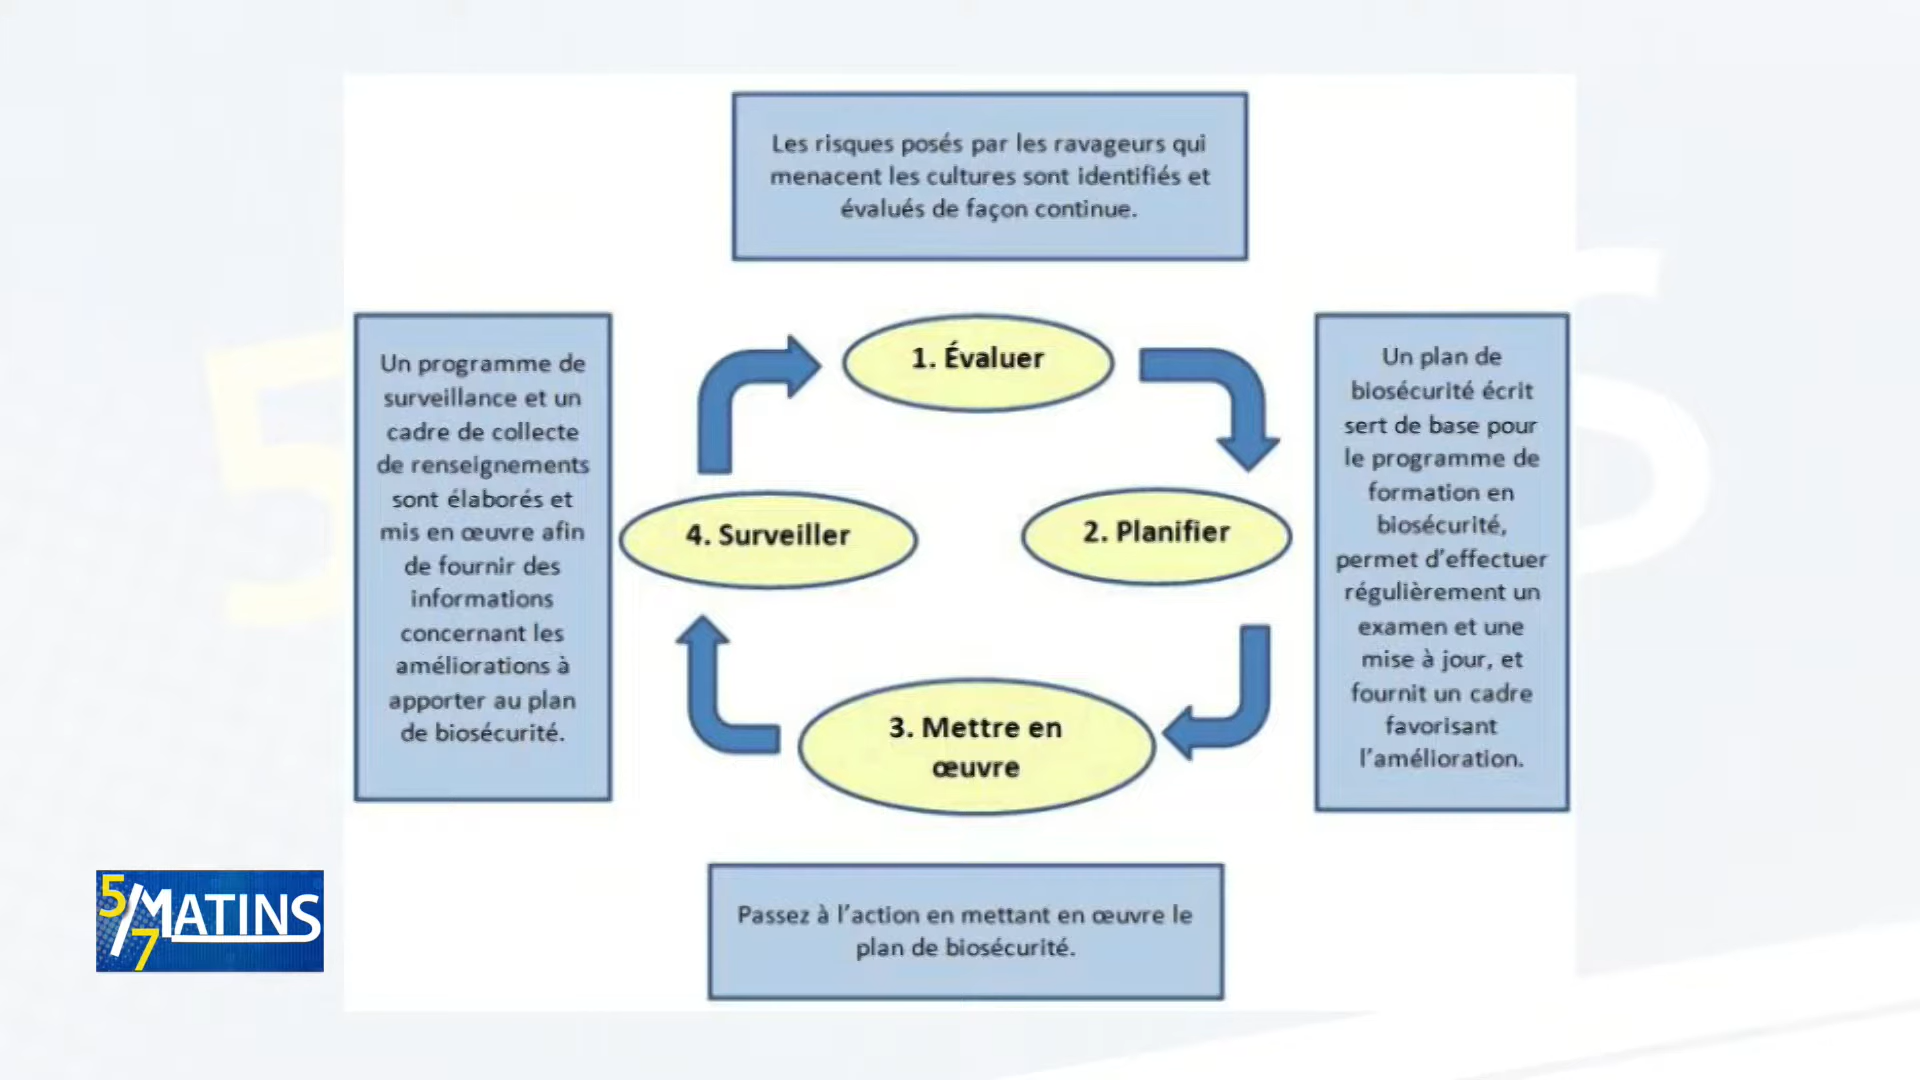 Les risques posés par les ravageurs qui
menacent les cultures sont identifiés et
évalués de façon continue.
1. Évaluer
Un plan de
biosécurité écrit
sert de base pour
le programme de
formation en
biosécurité,
permet d’effectuer
régulièrement un
examen et une
mise à jour, et
fournit un cadre
favorisant
l’amélioration.
2. Planifier
3. Mettre en
œuvre
Passez à l’action en mettant en œuvre le
plan de biosécurité.
4. Surveiller
Un programme de
surveillance et un
cadre de collecte
de renseignements
sont élaborés et
mis en œuvre afin
de fournir des
informations
concernant les
améliorations à
apporter au plan
de biosécurité.
5/7 MATINS
5